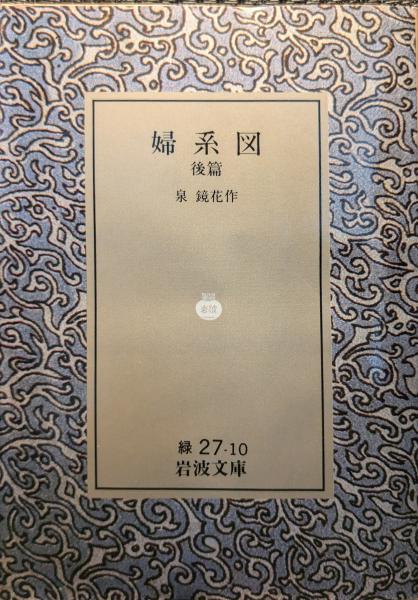 婦系図
後篇
泉 鏡花作
緑 27-10
岩波文庫